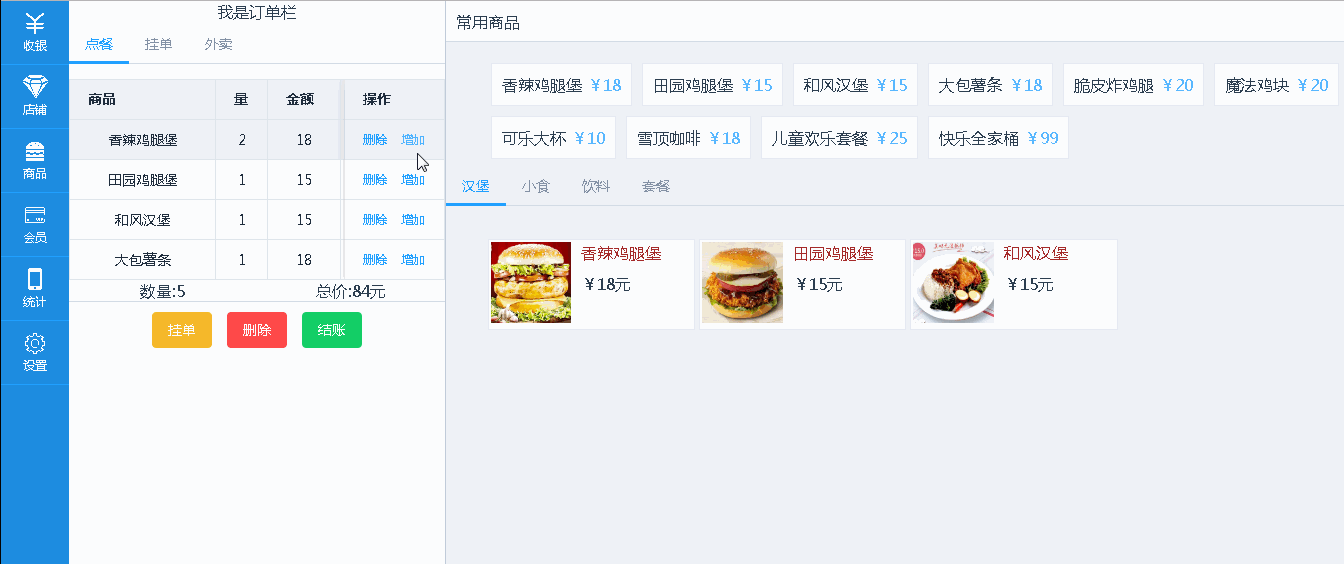 收银
店铺
商品
会员
统计
设置
我是订单栏
点餐 挂单 外卖
商品 量 金额 操作
香辣鸡腿堡 2 18 删除 增加
田园鸡腿堡 1 15 删除 增加
和风汉堡 1 15 删除 增加
大包薯条 1 18 删除 增加
数量:5 总价:84元
挂单 删除 结账
常用商品
香辣鸡腿堡 ￥18 田园鸡腿堡 ￥15 和风汉堡 ￥15 大包薯条 ￥18 脆皮炸鸡腿 ￥20 魔法鸡块 ￥20
可乐大杯 ￥10 雪顶咖啡 ￥18 儿童欢乐套餐 ￥25 快乐全家桶 ￥99
汉堡 小食 饮料 套餐
香辣鸡腿堡 田园鸡腿堡 和风汉堡
￥18元 ￥15元 ￥15元